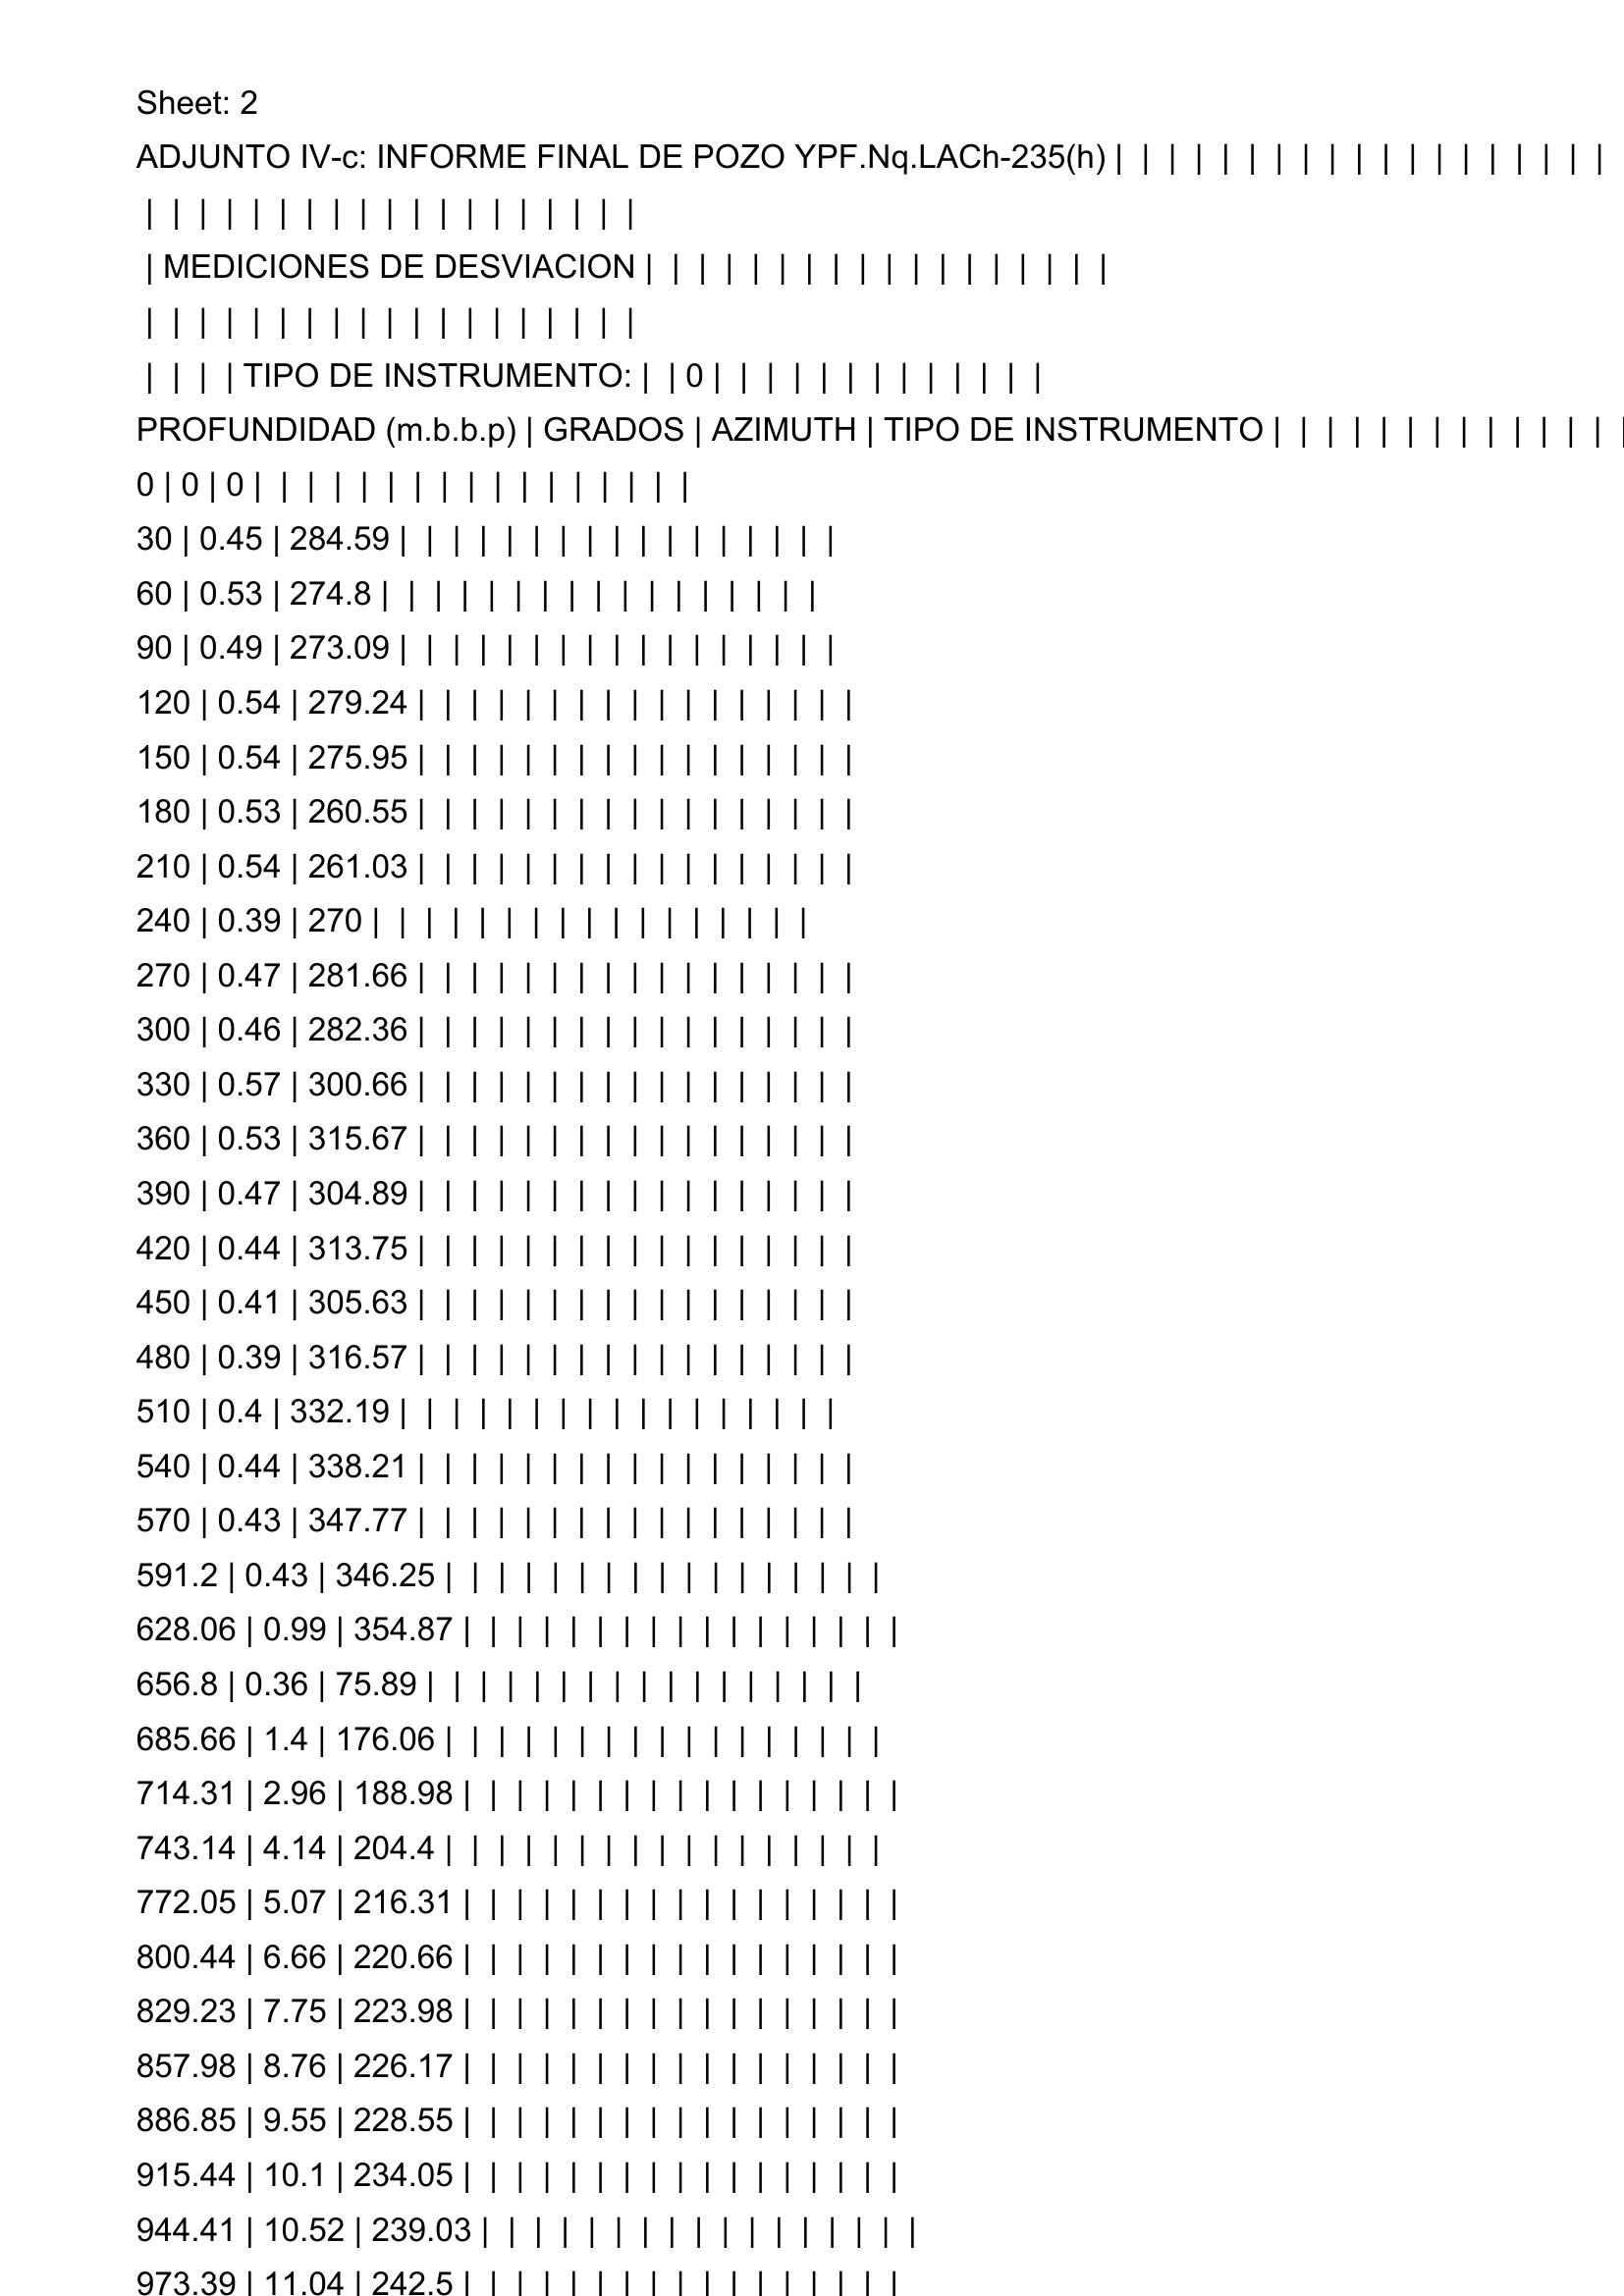 Sheet: 2
ADJUNTO IV-c: INFORME FINAL DE POZO YPF.Nq.LACh-235(h) | | | | | | | | | | | | | | | | | | |
| | | | | | | | | | | | | | | | | | |
| MEDICIONES DE DESVIACION | | | | | | | | | | | | | | | | | |
| | | | | | | | | | | | | | | | | | |
| | | | TIPO DE INSTRUMENTO: | | 0 | | | | | | | | | | | | |
PROFUNDIDAD (m.b.b.p) | GRADOS | AZIMUTH | TIPO DE INSTRUMENTO | | | | | | | | | | | | | |
0 | 0 | 0 | | | | | | | | | | | | | | | | |
30 | 0.45 | 284.59 | | | | | | | | | | | | | | | | |
60 | 0.53 | 274.8 | | | | | | | | | | | | | | | | |
90 | 0.49 | 273.09 | | | | | | | | | | | | | | | | |
120 | 0.54 | 279.24 | | | | | | | | | | | | | | | | |
150 | 0.54 | 275.95 | | | | | | | | | | | | | | | | |
180 | 0.53 | 260.55 | | | | | | | | | | | | | | | | |
210 | 0.54 | 261.03 | | | | | | | | | | | | | | | | |
240 | 0.39 | 270 | | | | | | | | | | | | | | | | |
270 | 0.47 | 281.66 | | | | | | | | | | | | | | | | |
300 | 0.46 | 282.36 | | | | | | | | | | | | | | | | |
330 | 0.57 | 300.66 | | | | | | | | | | | | | | | | |
360 | 0.53 | 315.67 | | | | | | | | | | | | | | | | |
390 | 0.47 | 304.89 | | | | | | | | | | | | | | | | |
420 | 0.44 | 313.75 | | | | | | | | | | | | | | | | |
450 | 0.41 | 305.63 | | | | | | | | | | | | | | | | |
480 | 0.39 | 316.57 | | | | | | | | | | | | | | | | |
510 | 0.4 | 332.19 | | | | | | | | | | | | | | | | |
540 | 0.44 | 338.21 | | | | | | | | | | | | | | | | |
570 | 0.43 | 347.77 | | | | | | | | | | | | | | | | |
591.2 | 0.43 | 346.25 | | | | | | | | | | | | | | | | |
628.06 | 0.99 | 354.87 | | | | | | | | | | | | | | | | |
656.8 | 0.36 | 75.89 | | | | | | | | | | | | | | | | |
685.66 | 1.4 | 176.06 | | | | | | | | | | | | | | | | |
714.31 | 2.96 | 188.98 | | | | | | | | | | | | | | | | |
743.14 | 4.14 | 204.4 | | | | | | | | | | | | | | | | |
772.05 | 5.07 | 216.31 | | | | | | | | | | | | | | | | |
800.44 | 6.66 | 220.66 | | | | | | | | | | | | | | | | |
829.23 | 7.75 | 223.98 | | | | | | | | | | | | | | | | |
857.98 | 8.76 | 226.17 | | | | | | | | | | | | | | | | |
886.85 | 9.55 | 228.55 | | | | | | | | | | | | | | | | |
915.44 | 10.1 | 234.05 | | | | | | | | | | | | | | | | |
944.41 | 10.52 | 239.03 | | | | | | | | | | | | | | | | |
973.39 | 11.04 | 242.5 | | | | | | | | | | | | | | | | |